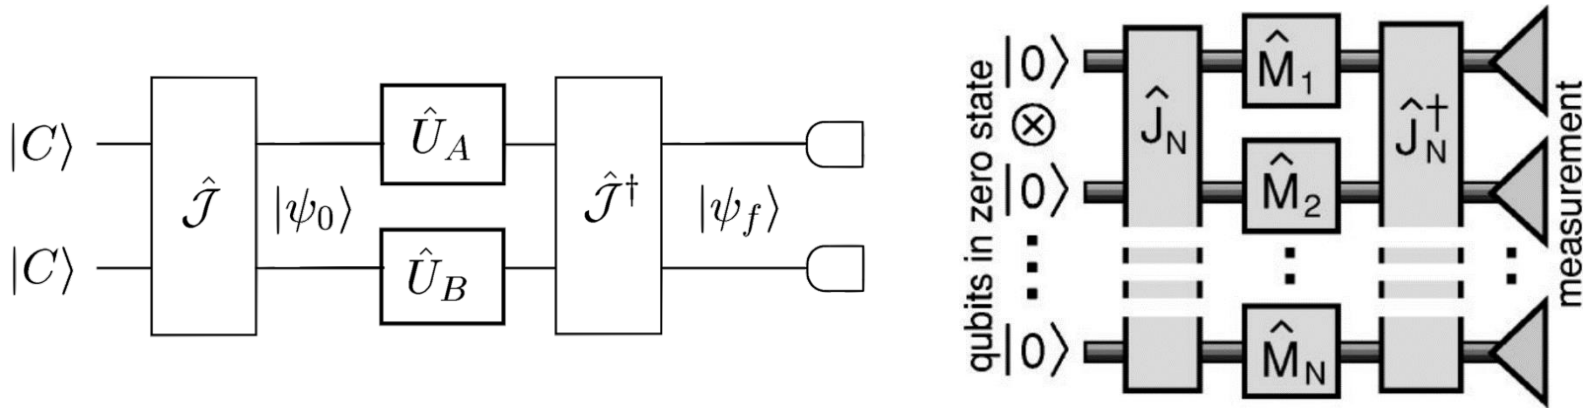 |C⟩
|C⟩
𝒥̂
|ψ₀⟩
Û_A
Û_B
𝒥̂†
|ψ_f⟩
qubits in zero state
|0⟩
⊗
|0⟩
⋮
|0⟩
Ĵ_N
M̂₁
M̂₂
⋮
M̂_N
Ĵ_N†
⋮
measurement